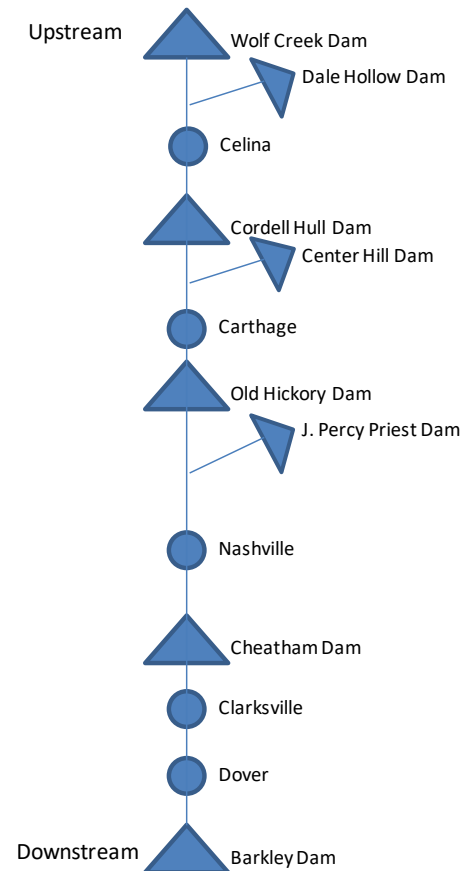 Upstream
Wolf Creek Dam
Dale Hollow Dam
Celina
Cordell Hull Dam
Center Hill Dam
Carthage
Old Hickory Dam
J. Percy Priest Dam
Nashville
Cheatham Dam
Clarksville
Dover
Downstream
Barkley Dam